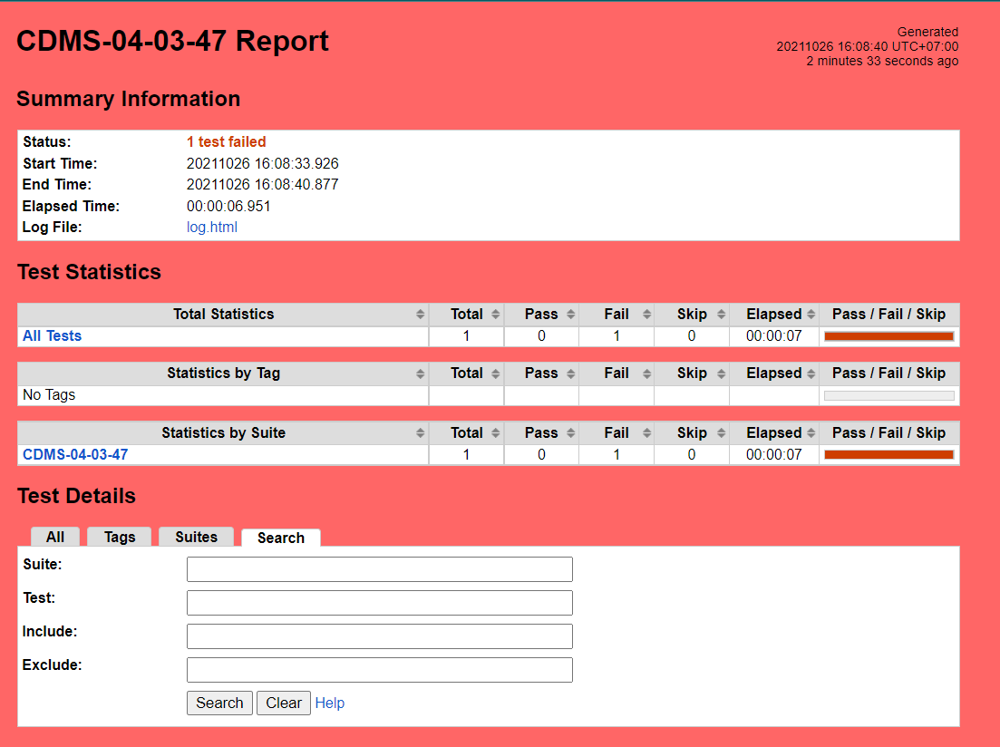 CDMS-04-03-47 Report
Generated
20211026 16:08:40 UTC+07:00
2 minutes 33 seconds ago
Summary Information
Status: 1 test failed
Start Time: 20211026 16:08:33.926
End Time: 20211026 16:08:40.877
Elapsed Time: 00:00:06.951
Log File: log.html
Test Statistics
Total Statistics Total Pass Fail Skip Elapsed Pass / Fail / Skip
All Tests 1 0 1 0 00:00:07
Statistics by Tag Total Pass Fail Skip Elapsed Pass / Fail / Skip
No Tags
Statistics by Suite Total Pass Fail Skip Elapsed Pass / Fail / Skip
CDMS-04-03-47 1 0 1 0 00:00:07
Test Details
All Tags Suites Search
Suite:
Test:
Include:
Exclude:
Search Clear Help